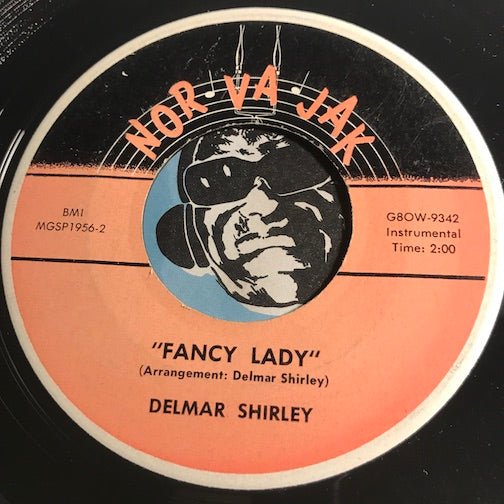 NOR VA JAK
BMI
MGSP1956-2
G8OW-9342
Instrumental
Time: 2:00
"FANCY LADY"
(Arrangement: Delmar Shirley)
DELMAR SHIRLEY